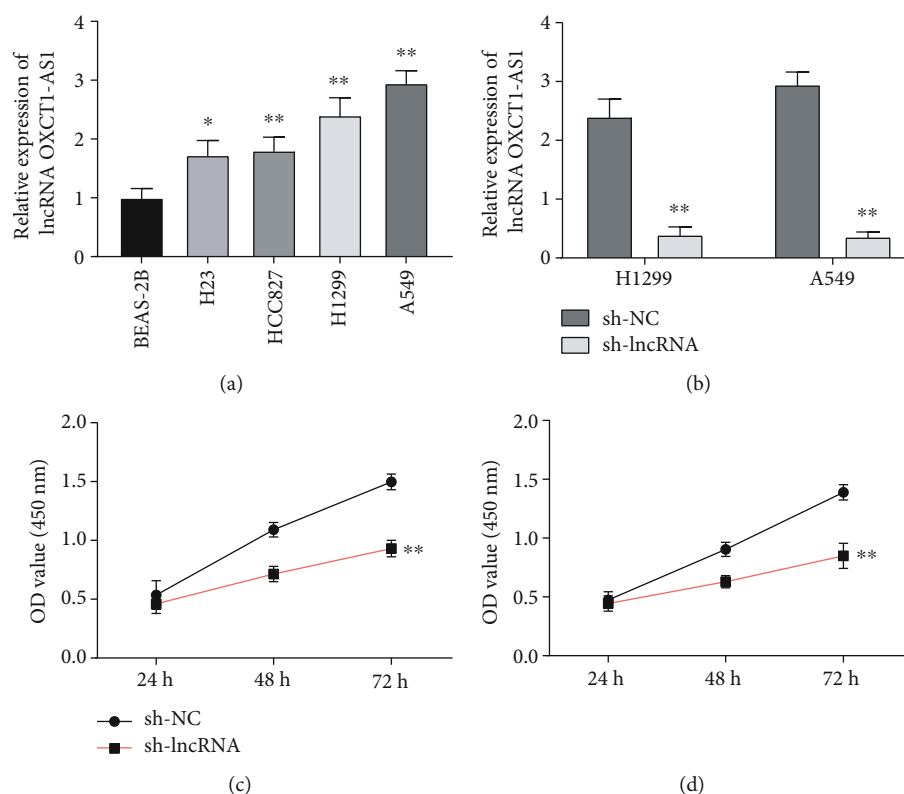 Relative expression of
lncRNA OXCT1-AS1
4
3
2
1
0
*
**
**
**
BEAS-2B
H23
HCC827
H1299
A549
(a)
Relative expression of
lncRNA OXCT1-AS1
4
3
2
1
0
**
**
H1299
A549
sh-NC
sh-lncRNA
(b)
OD value (450 nm)
2.0
1.5
1.0
0.5
0.0
**
24 h
48 h
72 h
sh-NC
sh-lncRNA
(c)
OD value (450 nm)
2.0
1.5
1.0
0.5
0.0
**
24 h
48 h
72 h
(d)